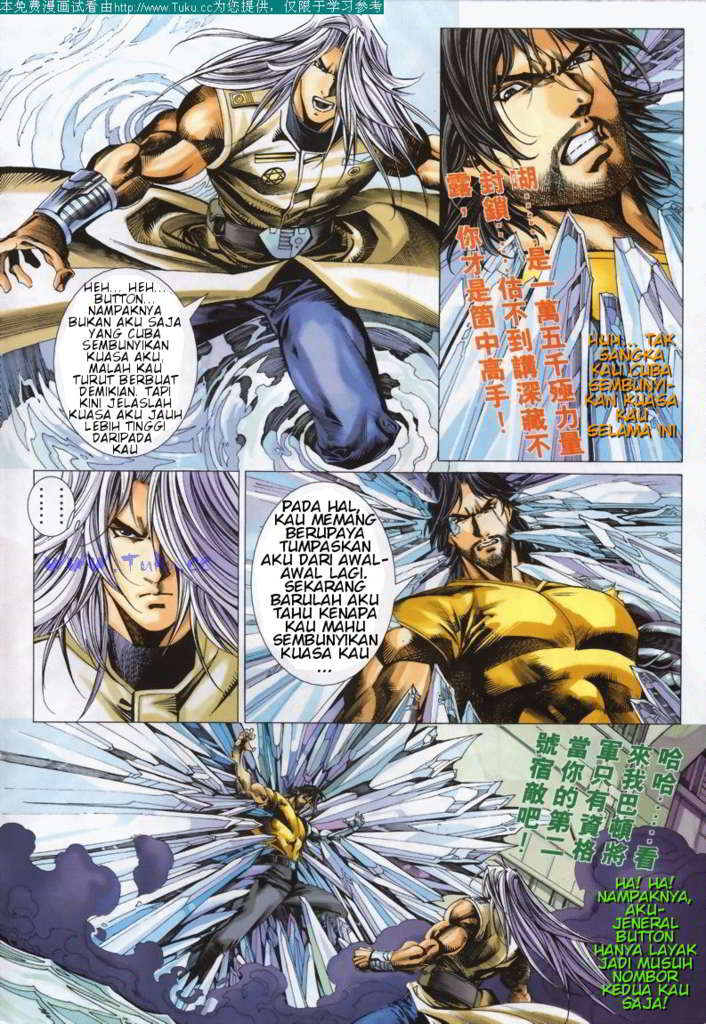 本免费漫画试看由http://www.Tuku.cc为您提供，仅限于学习参考
HEH... HEH...
BUTTON...
NAMPAKNYA
BUKAN AKU SAJA
YANG CUBA
SEMBUNYIKAN
KUASA AKU,
MALAH KAU
TURUT BERBUAT
DEMIKIAN. TAPI
KINI JELASLAH
KUASA AKU JAUH
LEBIH TINGGI
DARIPADA
KAU
胡……是一萬五千殛力量
封鎖……估不到講深藏不
露，你才是箇中高手！
HUH... TAK
SANGKA
KAU CUBA
SEMBUNYI-
KAN KUASA
KAU
SELAMA INI
……
www.Tuku.cc
PADA HAL,
KAU MEMANG
BERUPAYA
TUMPASKAN
AKU DARI AWAL-
AWAL LAGI.
SEKARANG
BARULAH AKU
TAHU KENAPA
KAU MAHU
SEMBUNYIKAN
KUASA KAU
...
哈哈……看
來我巴頓將
軍只有資格
當你的第二
號宿敵吧！
HA! HA!
NAMPAKNYA,
AKU-
JENERAL
BUTTON
HANYA LAYAK
JADI MUSUH
NOMBOR
KEDUA KAU
SAJA!